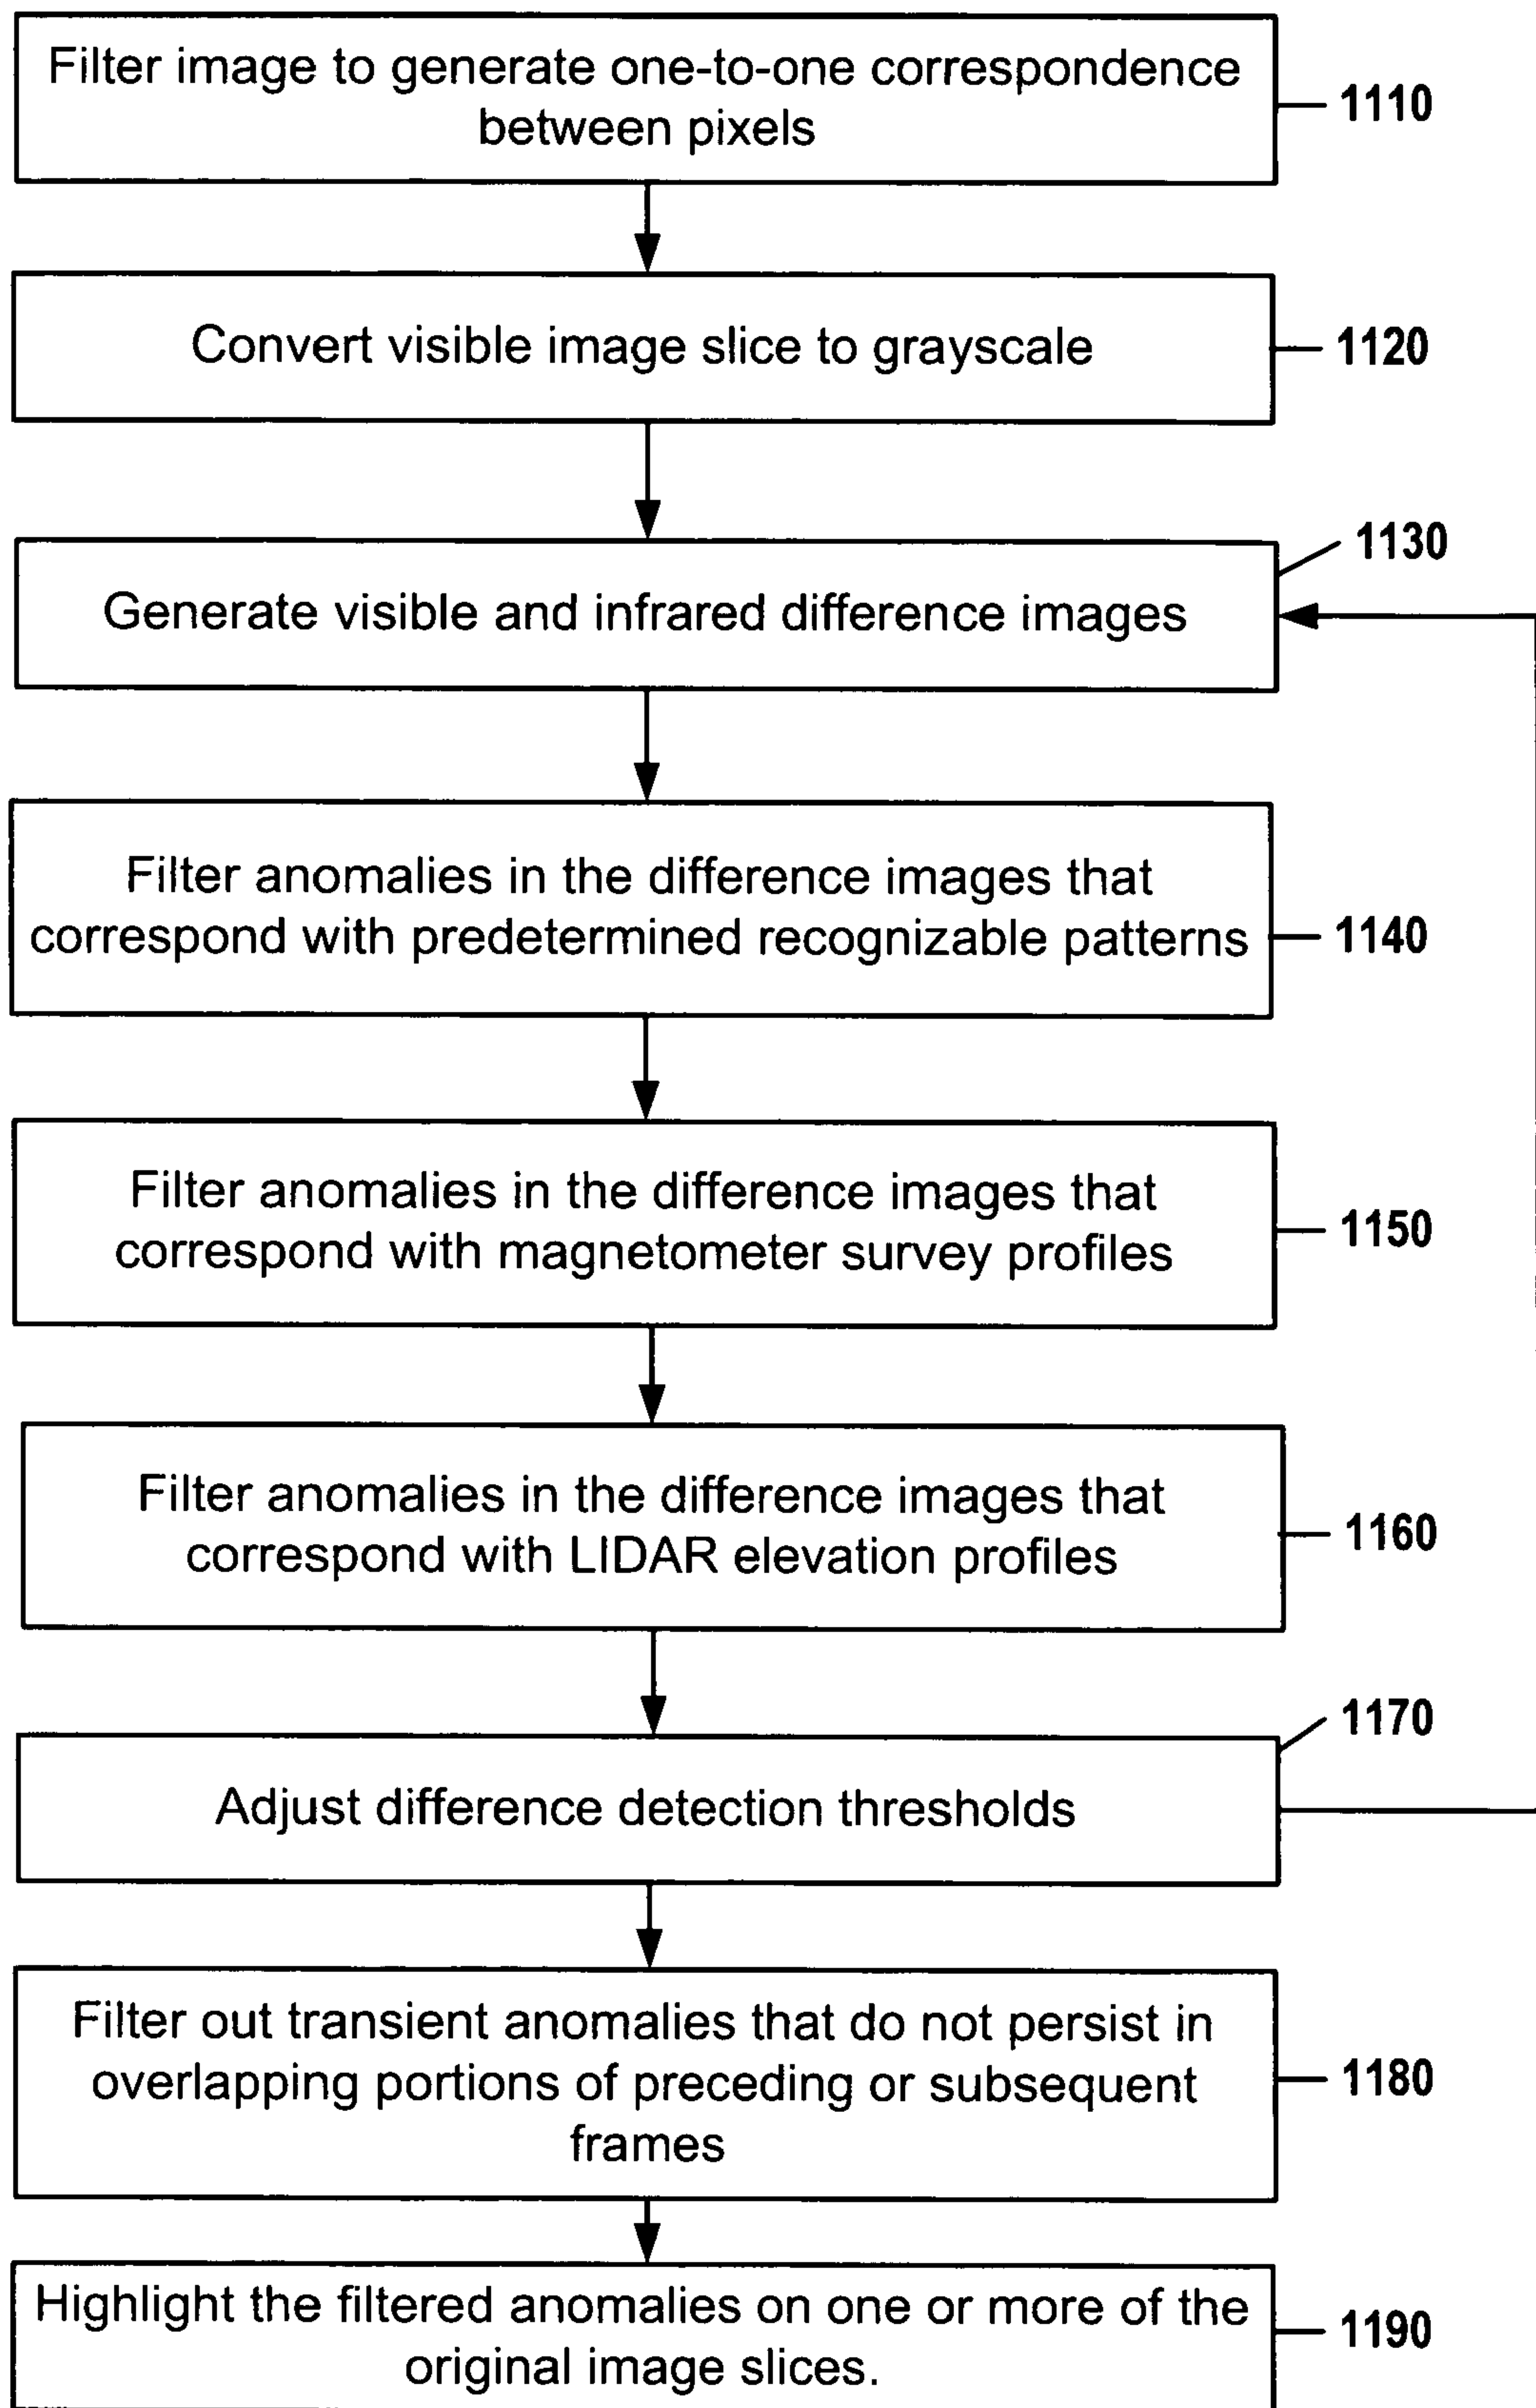 Filter image to generate one-to-one correspondence
between pixels
1110
Convert visible image slice to grayscale
1120
1130
Generate visible and infrared difference images
Filter anomalies in the difference images that
correspond with predetermined recognizable patterns
1140
Filter anomalies in the difference images that
correspond with magnetometer survey profiles
1150
Filter anomalies in the difference images that
correspond with LIDAR elevation profiles
1160
1170
Adjust difference detection thresholds
Filter out transient anomalies that do not persist in
overlapping portions of preceding or subsequent
frames
1180
Highlight the filtered anomalies on one or more of the
original image slices.
1190